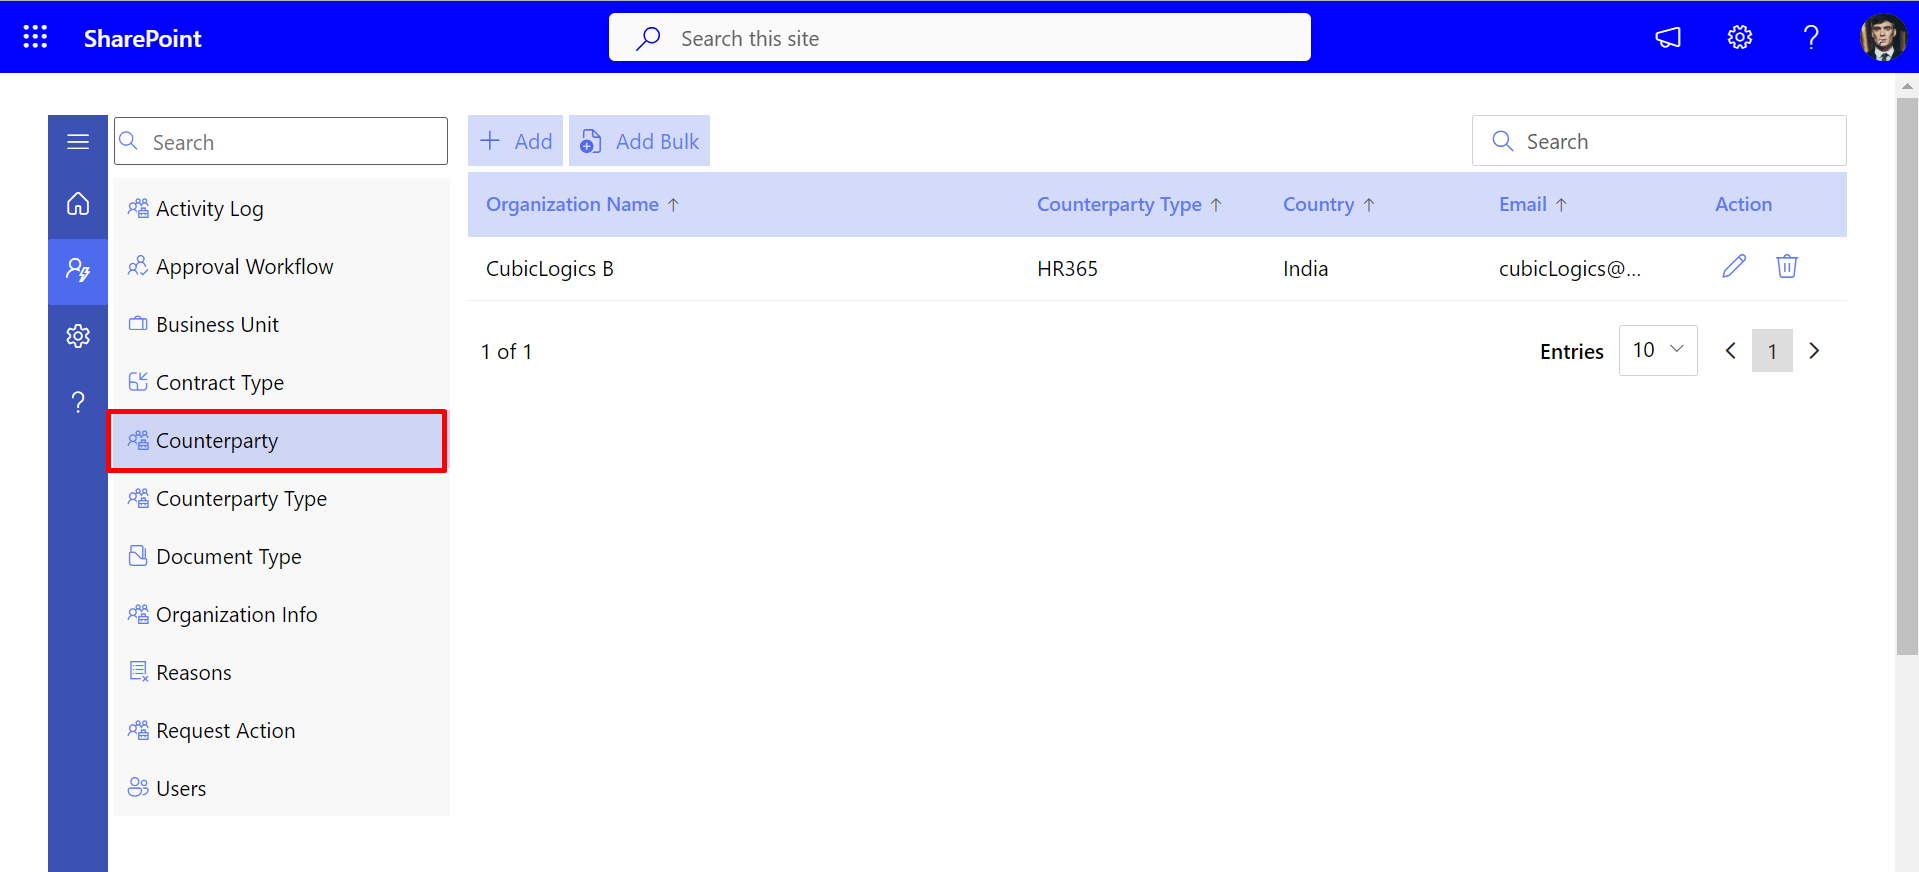 SharePoint
Search this site
Search
Activity Log
Approval Workflow
Business Unit
Contract Type
Counterparty
Counterparty Type
Document Type
Organization Info
Reasons
Request Action
Users
Add
Add Bulk
Search
Organization Name ↑ Counterparty Type ↑ Country ↑ Email ↑ Action
CubicLogics B HR365 India cubicLogics@...
1 of 1
Entries 10 1